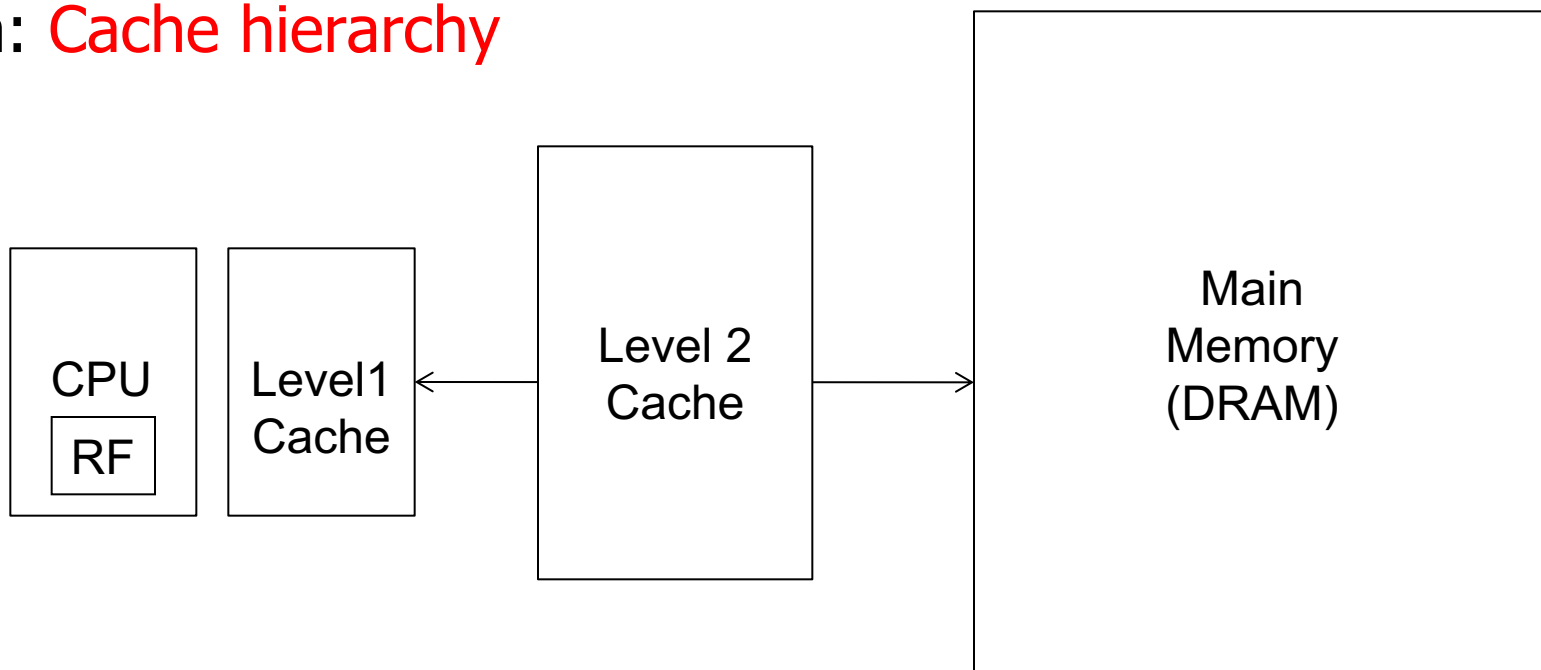 : Cache hierarchy
CPU
RF
Level1
Cache
Level 2
Cache
Main
Memory
(DRAM)